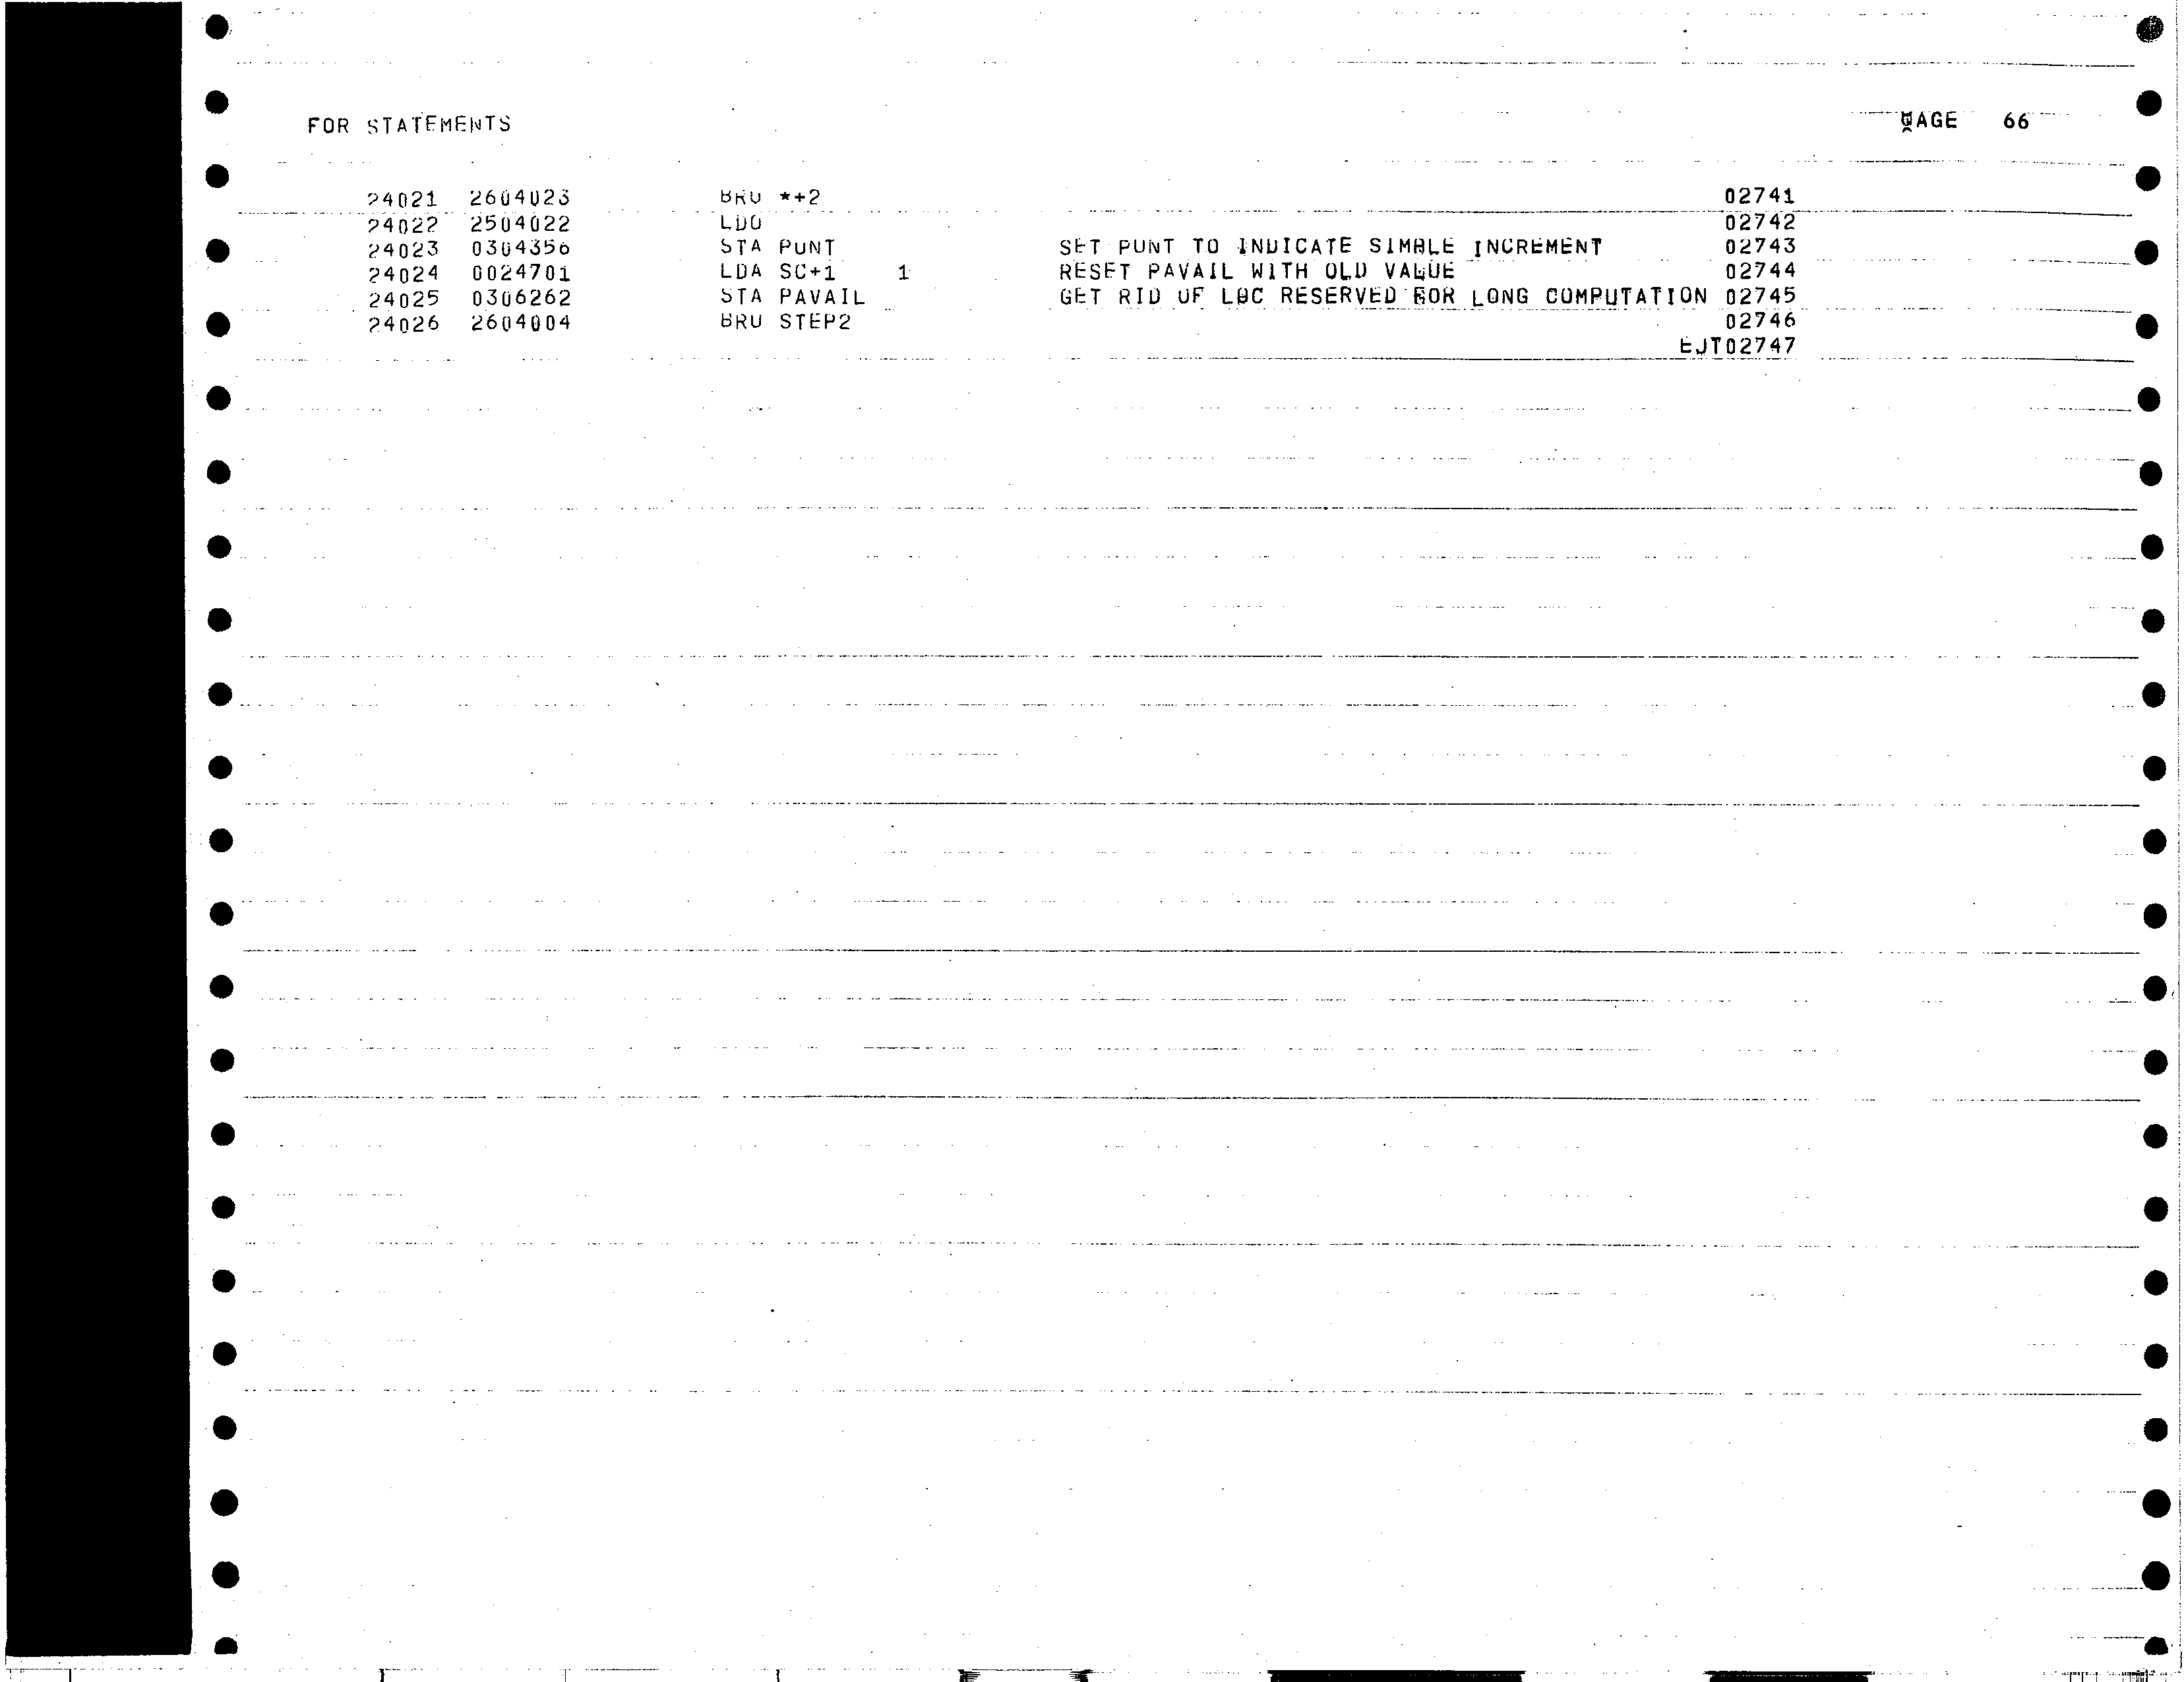 FOR STATEMENTS PAGE 66
24021 2604023 BRU *+2 02741
24022 2504022 LDO 02742
24023 0304356 STA PUNT SET PUNT TO INDICATE SIMPLE INCREMENT 02743
24024 0024701 LDA SC+1 1 RESET PAVAIL WITH OLD VALUE 02744
24025 0306262 STA PAVAIL GET RID OF LOC RESERVED FOR LONG COMPUTATION 02745
24026 2604004 BRU STEP2 02746
EJT02747